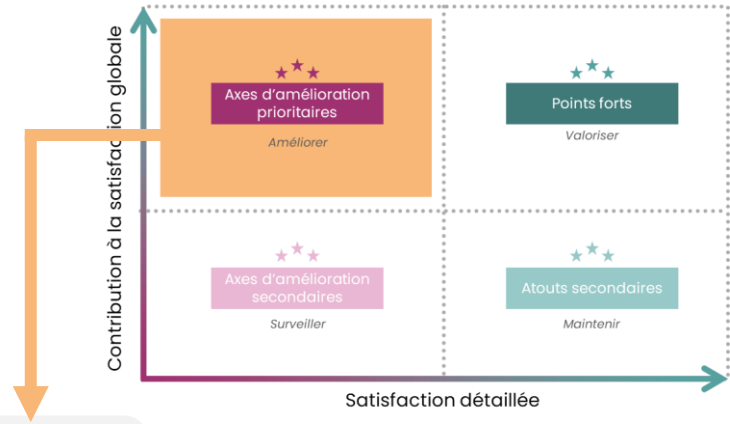 Contribution à la satisfaction globale
Axes d'amélioration
prioritaires
Améliorer
Points forts
Valoriser
Axes d'amélioration
secondaires
Surveiller
Atouts secondaires
Maintenir
Satisfaction détaillée